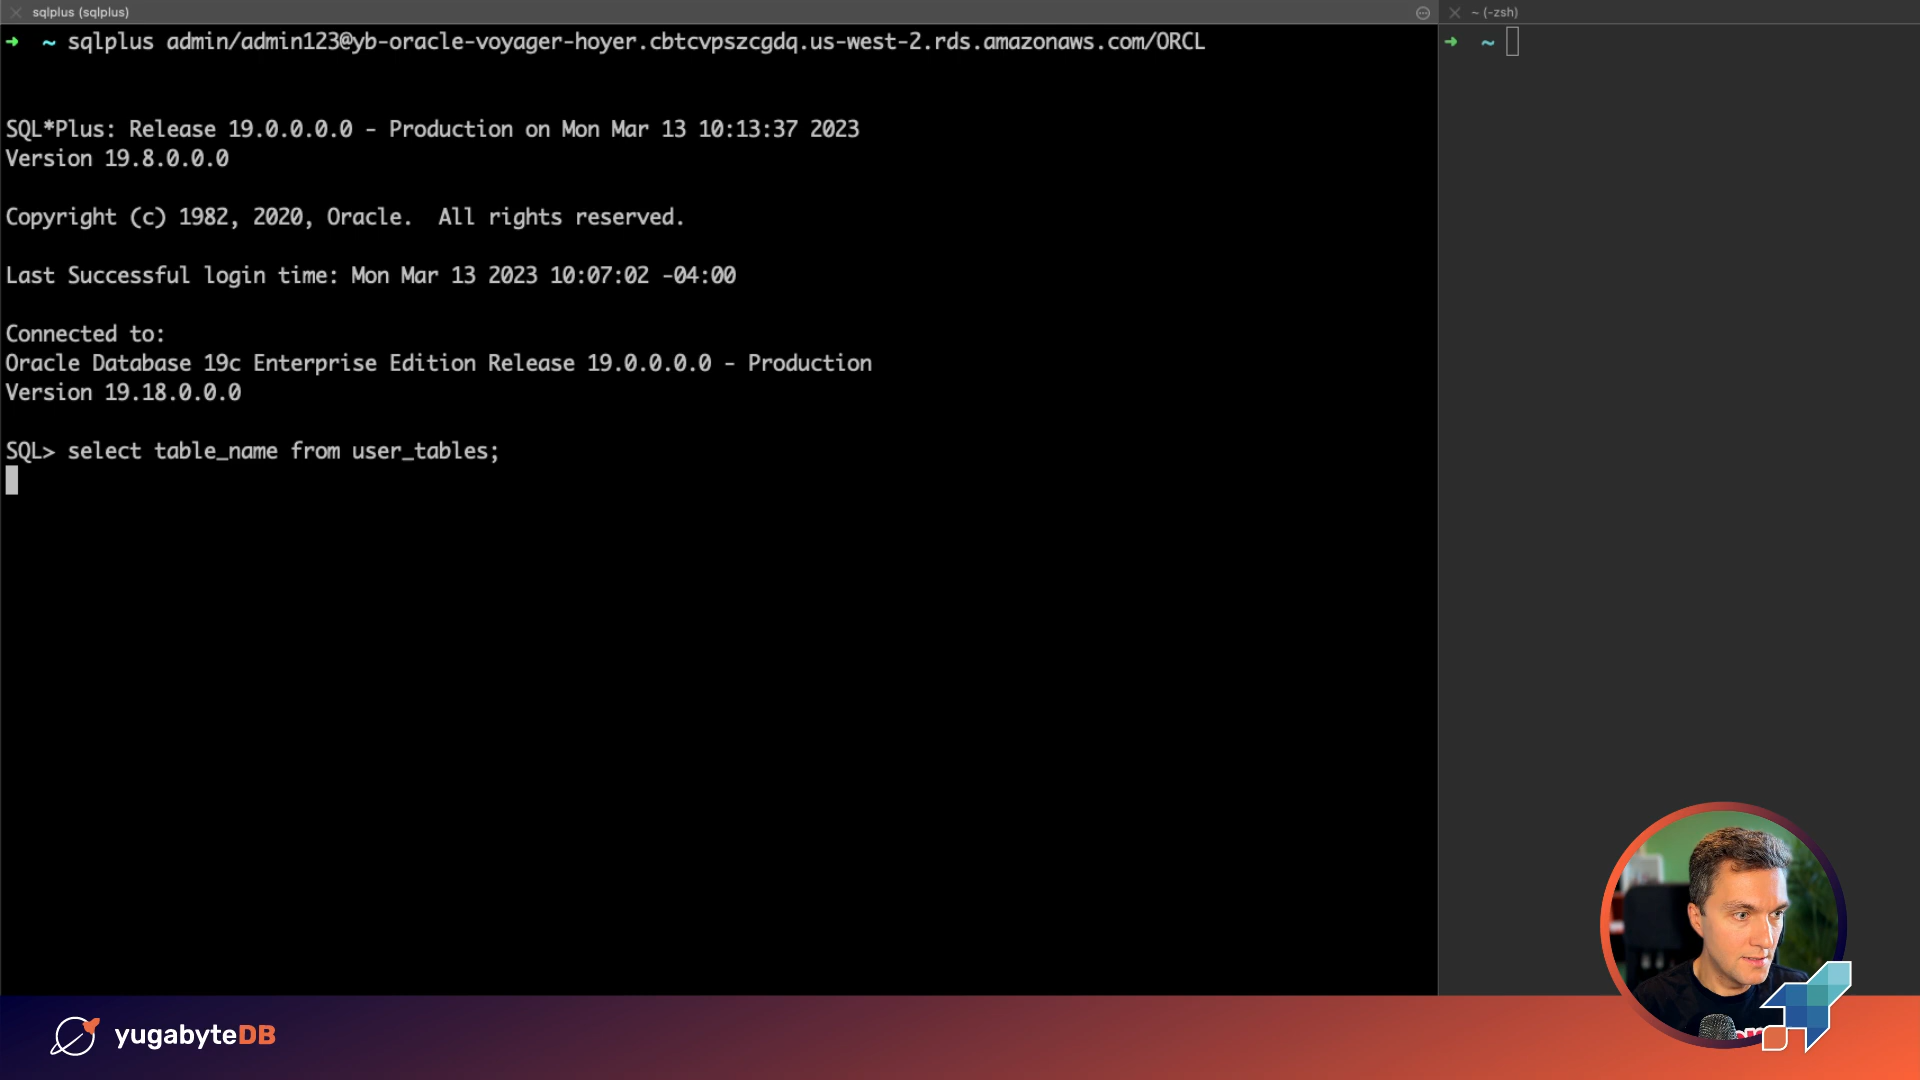 sqlplus (sqlplus)
~ (-zsh)
➜ ~ sqlplus admin/admin123@yb-oracle-voyager-hoyer.cbtcvpszcgdq.us-west-2.rds.amazonaws.com/ORCL
➜ ~
SQL*Plus: Release 19.0.0.0.0 - Production on Mon Mar 13 10:13:37 2023
Version 19.8.0.0.0
Copyright (c) 1982, 2020, Oracle.  All rights reserved.
Last Successful login time: Mon Mar 13 2023 10:07:02 -04:00
Connected to:
Oracle Database 19c Enterprise Edition Release 19.0.0.0.0 - Production
Version 19.18.0.0.0
SQL> select table_name from user_tables;
yugabyteDB